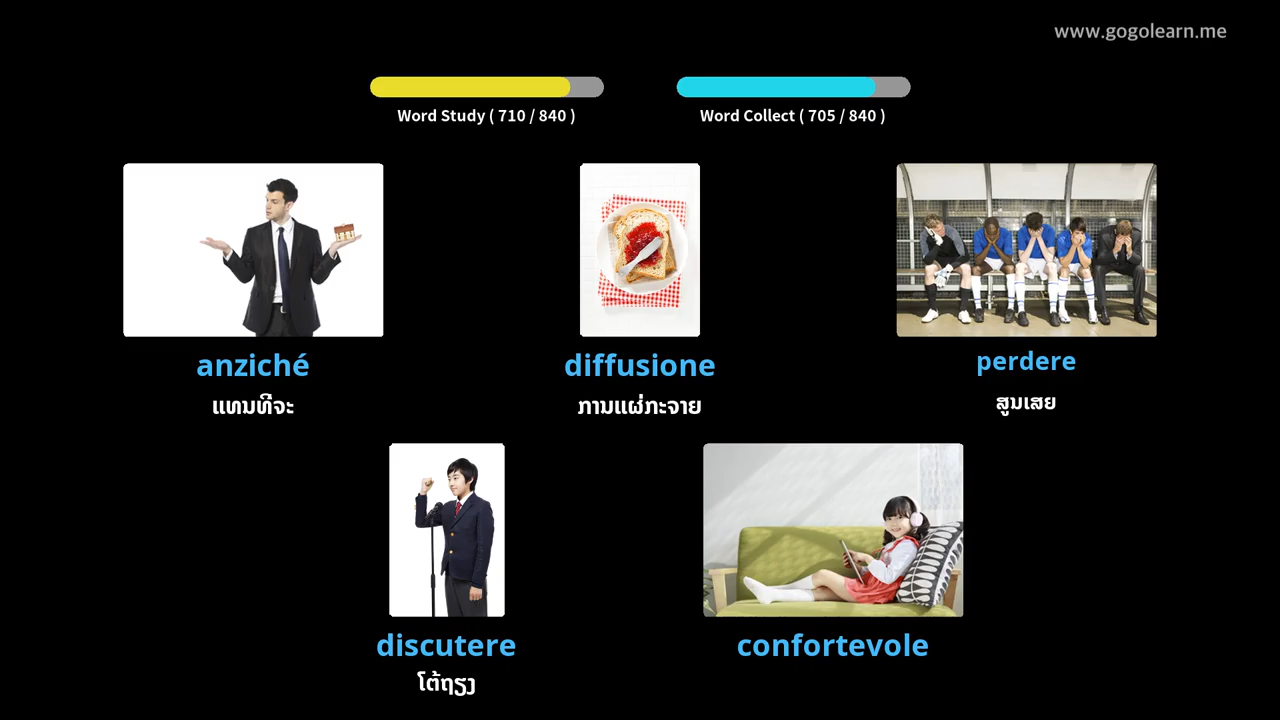 www.gogolearn.me
Word Study ( 710 / 840 )
Word Collect ( 705 / 840 )
anziché
diffusione
perdere
ແທນທີ່ຈະ
ການແຜ່ກະຈາຍ
ສູນເສຍ
discutere
confortevole
ໂຕ້ຖຽງ